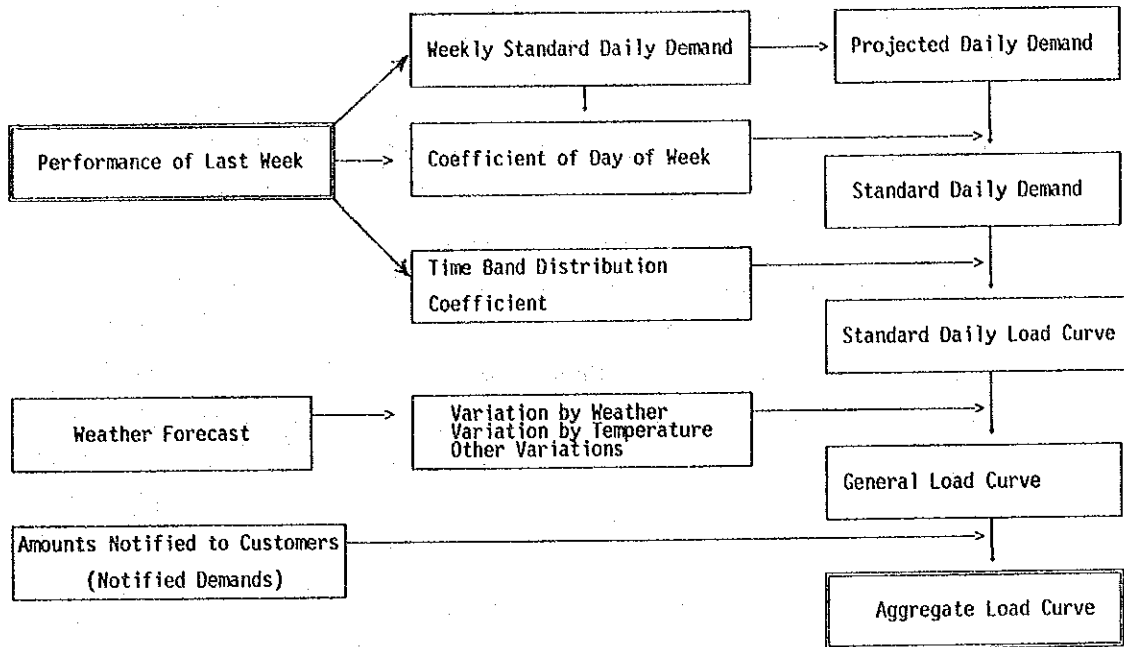 Weekly Standard Daily Demand
Projected Daily Demand
Performance of Last Week
Coefficient of Day of Week
Standard Daily Demand
Time Band Distribution
Coefficient
Standard Daily Load Curve
Weather Forecast
Variation by Weather
Variation by Temperature
Other Variations
General Load Curve
Amounts Notified to Customers
(Notified Demands)
Aggregate Load Curve